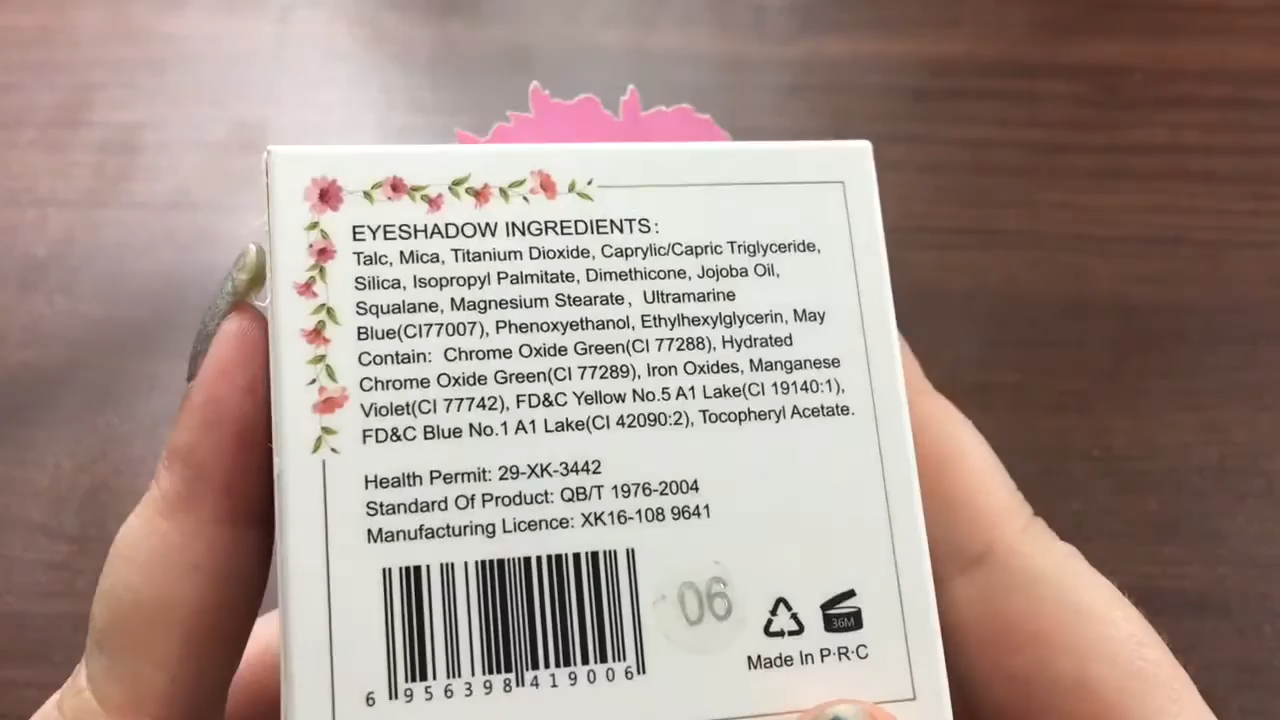 EYESHADOW INGREDIENTS:
Talc, Mica, Titanium Dioxide, Caprylic/Capric Triglyceride,
Silica, Isopropyl Palmitate, Dimethicone, Jojoba Oil,
Squalane, Magnesium Stearate, Ultramarine
Blue(CI77007), Phenoxyethanol, Ethylhexylglycerin, May
Contain: Chrome Oxide Green(CI 77288), Hydrated
Chrome Oxide Green(CI 77289), Iron Oxides, Manganese
Violet(CI 77742), FD&C Yellow No.5 A1 Lake(CI 19140:1),
FD&C Blue No.1 A1 Lake(CI 42090:2), Tocopheryl Acetate.
Health Permit: 29-XK-3442
Standard Of Product: QB/T 1976-2004
Manufacturing Licence: XK16-108 9641
06
36M
Made In P·R·C
6 956398 419006